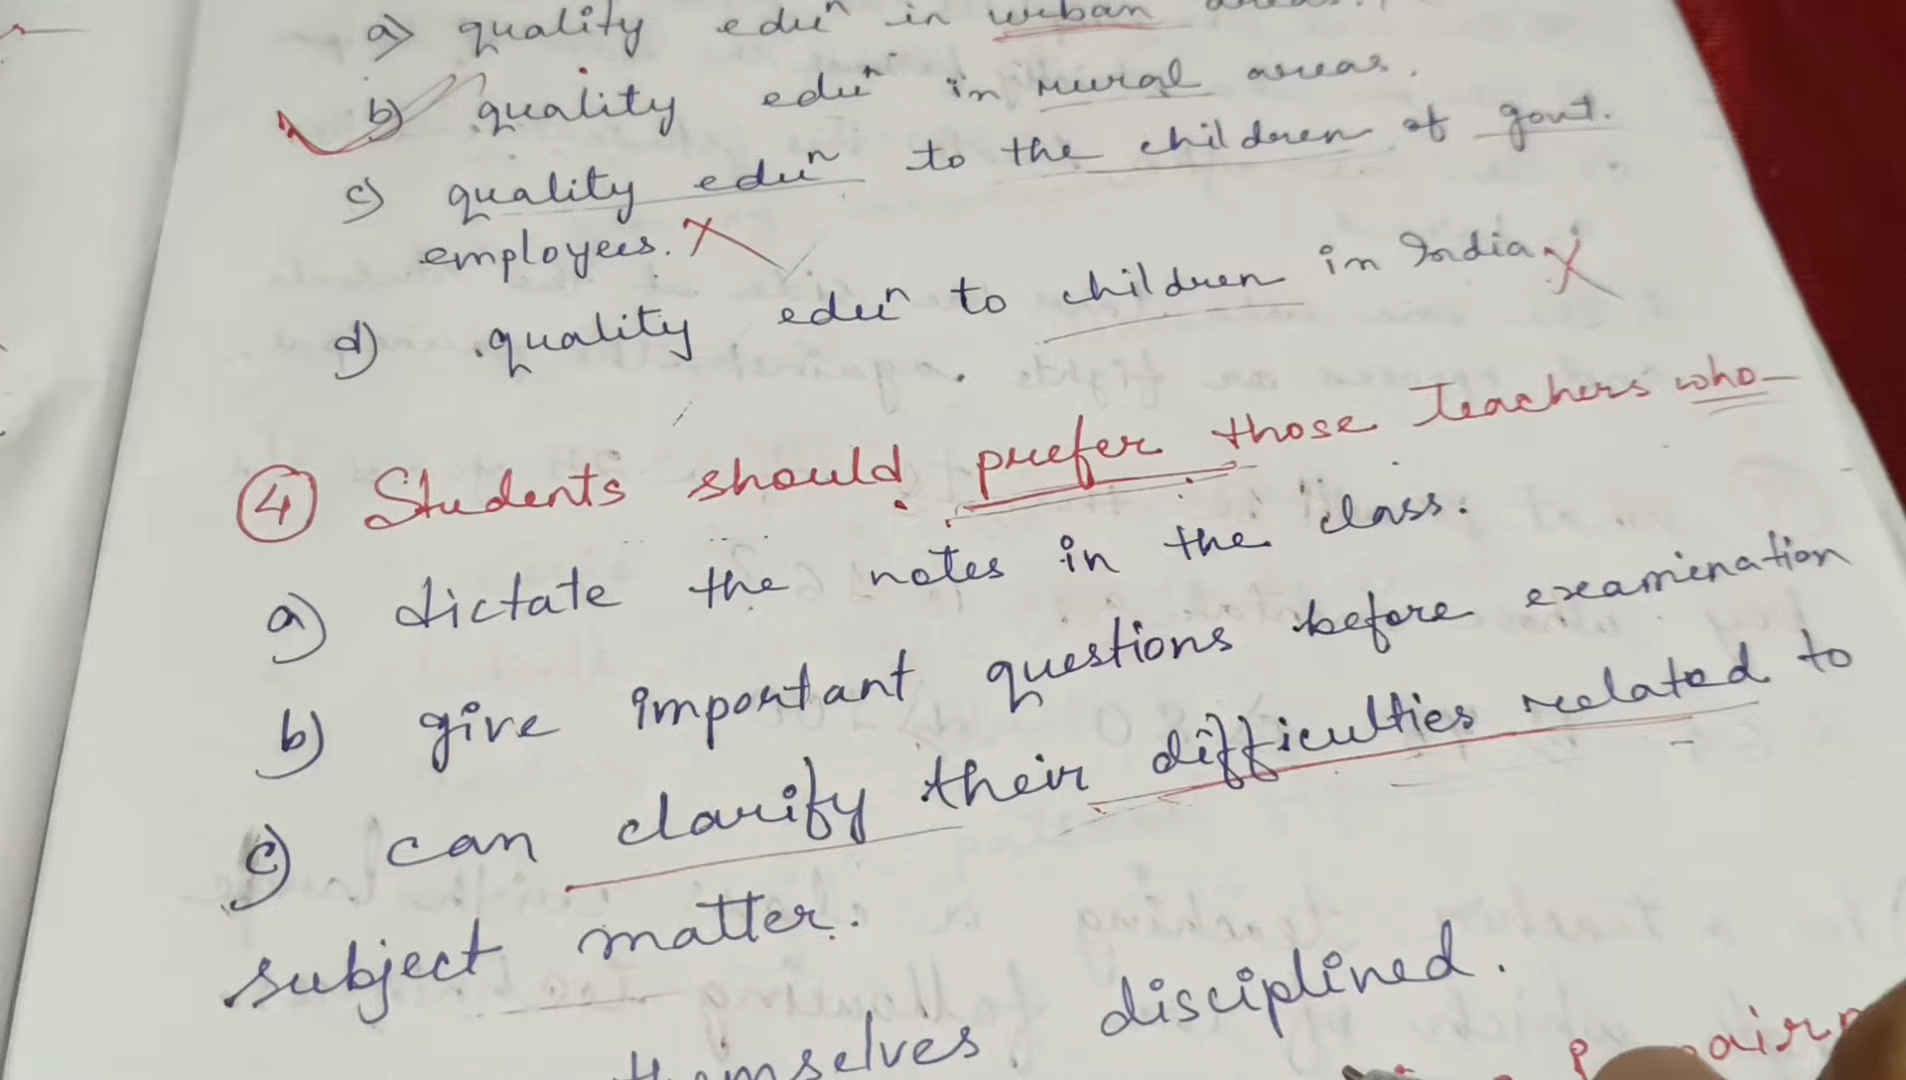 a) quality eduⁿ in urban areas.
b) quality eduⁿ in rural areas.
c) quality eduⁿ to the children of govt.
employees.
d) quality eduⁿ to children in India
④ Students should prefer those Teachers who—
a) dictate the notes in the class.
b) give important questions before examination
c) can clarify their difficulties related to
subject matter.
themselves disciplined.